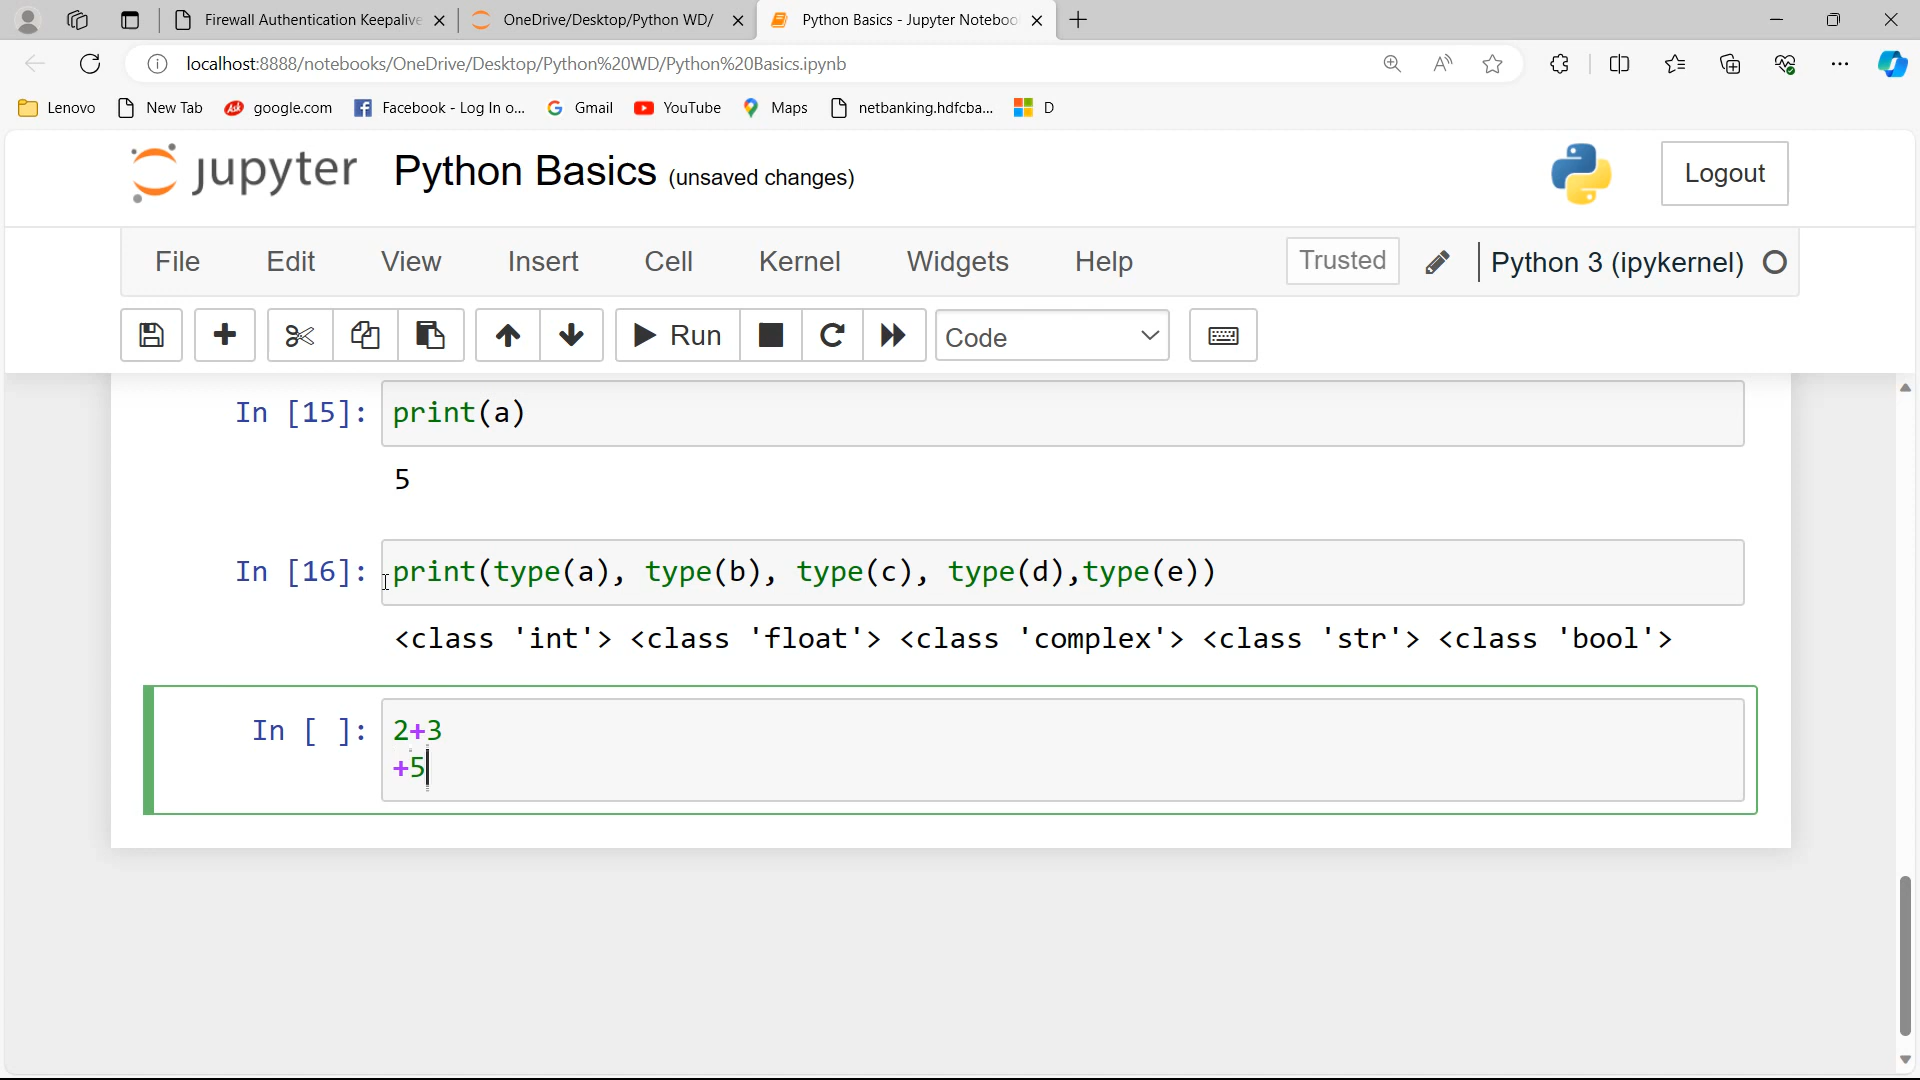 Firewall Authentication Keepalive
OneDrive/Desktop/Python WD/
Python Basics - Jupyter Noteboo
localhost:8888/notebooks/OneDrive/Desktop/Python%20WD/Python%20Basics.ipynb
Lenovo New Tab google.com Facebook - Log In o... Gmail YouTube Maps netbanking.hdfcba... D
jupyter Python Basics (unsaved changes) Logout
File Edit View Insert Cell Kernel Widgets Help Trusted Python 3 (ipykernel)
Run Code
In [15]: print(a)
5
In [16]: print(type(a), type(b), type(c), type(d),type(e))
<class 'int'> <class 'float'> <class 'complex'> <class 'str'> <class 'bool'>
In [ ]: 2+3
+5